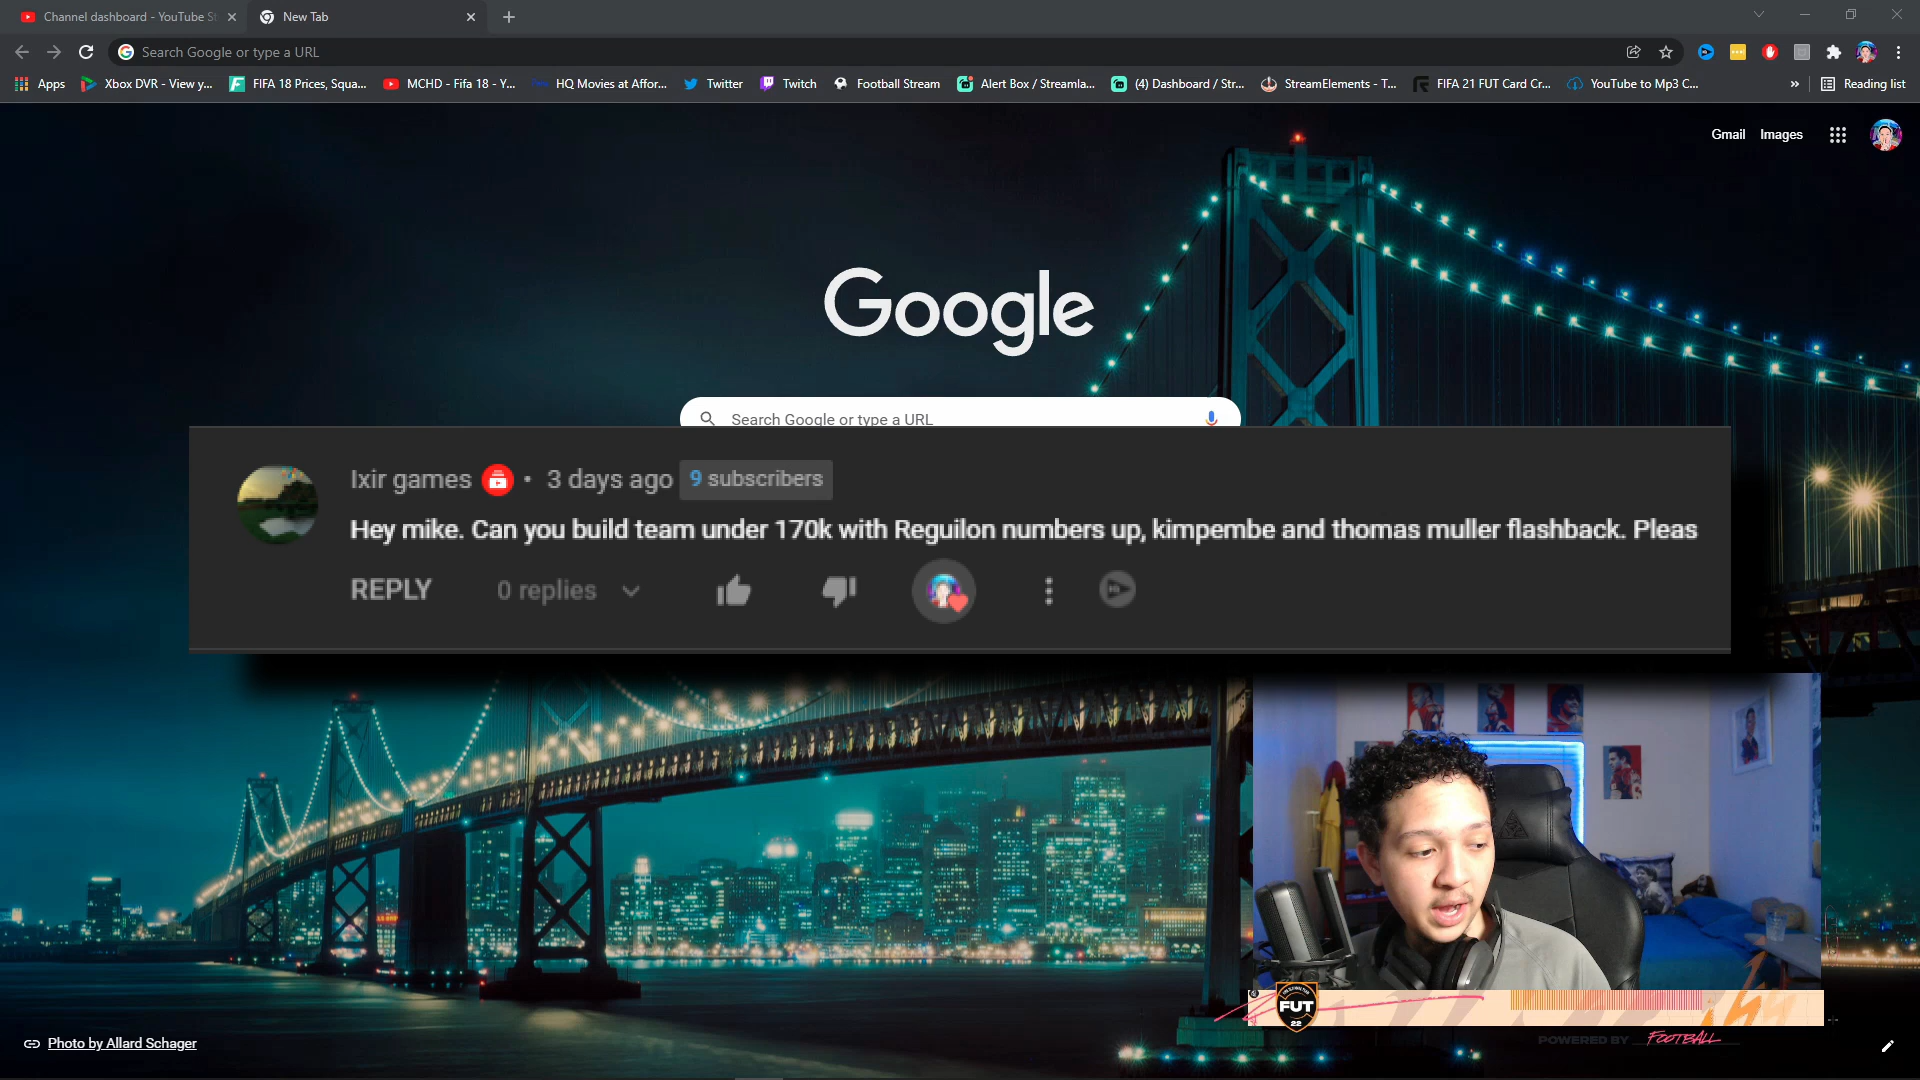 Channel dashboard - YouTube St
New Tab
Search Google or type a URL
Apps
Xbox DVR - View y...
FIFA 18 Prices, Squa...
MCHD - Fifa 18 - Y...
HQ Movies at Affor...
Twitter
Twitch
Football Stream
Alert Box / Streamla...
(4) Dashboard / Str...
StreamElements - T...
FIFA 21 FUT Card Cr...
YouTube to Mp3 C...
»
Reading list
Gmail
Images
Google
Search Google or type a URL
Ixir games • 3 days ago 9 subscribers
Hey mike. Can you build team under 170k with Reguilon numbers up, kimpembe and thomas muller flashback. Pleas
REPLY 0 replies
FUT
22
POWERED BY FOOTBALL
Photo by Allard Schager